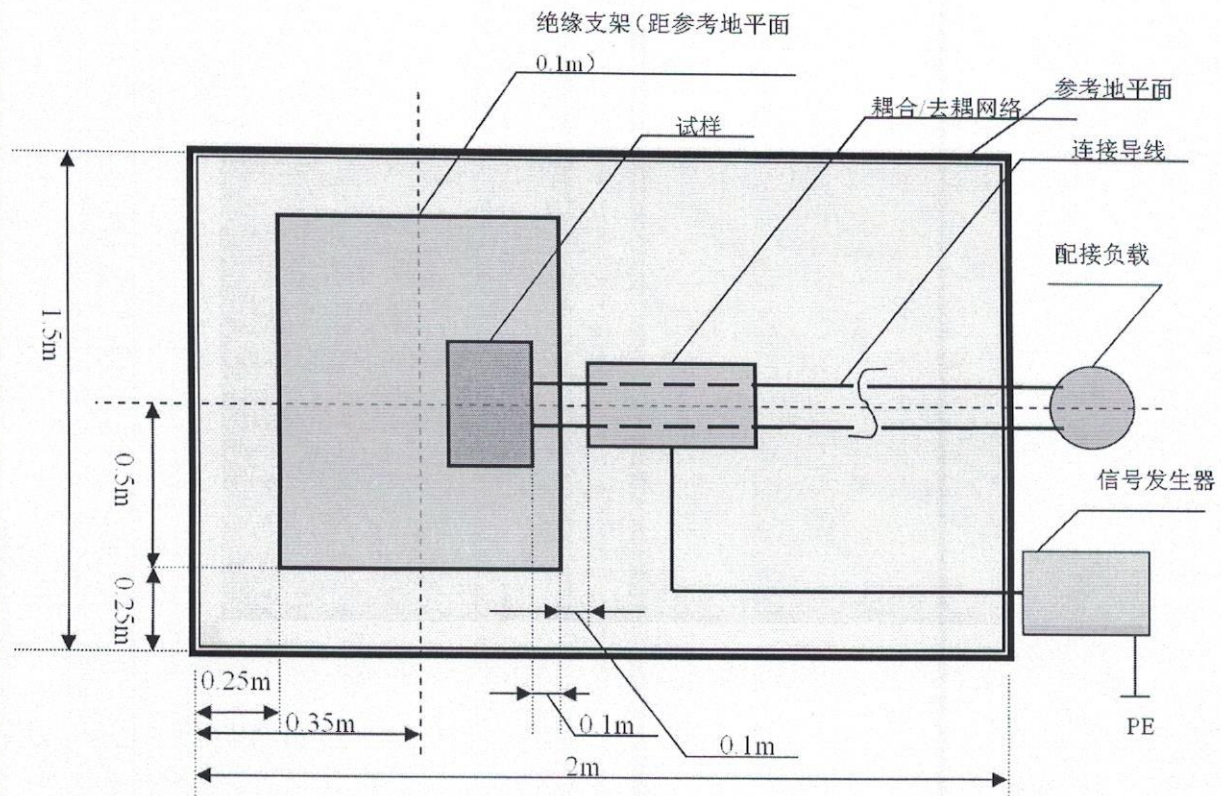 绝缘支架（距参考地平面
0.1m）
参考地平面
耦合/去耦网络
试样
连接导线
配接负载
1.5m
0.5m
信号发生器
0.25m
0.25m
0.35m
0.1m
0.1m
PE
2m